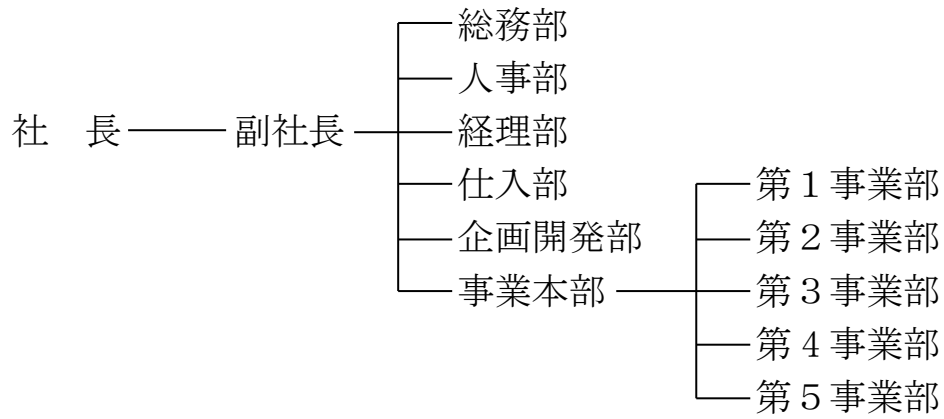 総務部
人事部
社　長 副社長 経理部
仕入部 第１事業部
企画開発部 第２事業部
事業本部 第３事業部
第４事業部
第５事業部